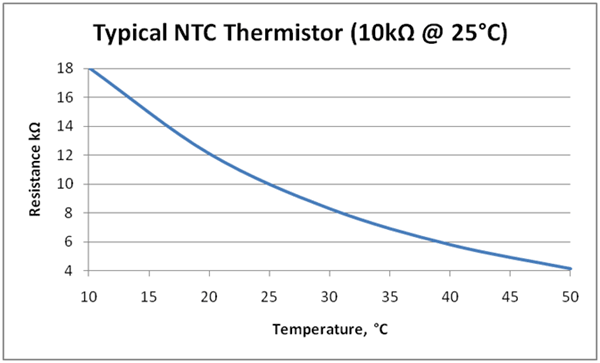 Typical NTC Thermistor (10kΩ @ 25°C)
Resistance kΩ
18
16
14
12
10
8
6
4
10 15 20 25 30 35 40 45 50
Temperature, °C